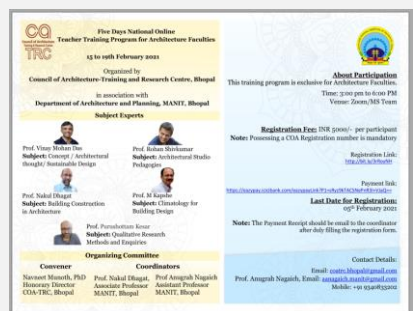 COA
Council of Architecture
TRC
Five Days National Online
Teacher Training Program for Architecture Faculties
15 to 19th February 2021
Organized by
Council of Architecture-Training and Research Centre, Bhopal
in association with
Department of Architecture and Planning, MANIT, Bhopal
Subject Experts
Prof. Vinay Mohan Das
Subject: Concept / Architectural
thought/ Sustainable Design
Prof. Rohan Shivkumar
Subject: Architectural Studio
Pedagogies
Prof. Nakul Dhagat
Subject: Building Construction
in Architecture
Prof. M Kapshe
Subject: Climatology for
Building Design
Prof. Purushottam Kesar
Subject: Qualitative Research
Methods and Enquiries
Organizing Committee
Convener
Navneet Munoth, PhD
Honorary Director
COA-TRC, Bhopal
Coordinators
Prof. Nakul Dhagat,
Associate Professor
MANIT, Bhopal
Prof Anugrah Nagaich
Assistant Professor
MANIT, Bhopal
About Participation
This training program is exclusive for Architecture Faculties.
Time: 3:00 pm to 6:00 PM
Venue: Zoom/MS Team
Registration Fee: INR 5000/- per participant
Note: Possessing a COA Registration number is mandatory
Registration Link:
Payment link:
Last Date for Registration:
05th February 2021
Note: The Payment Receipt should be email to the coordinator
after duly filling the registration form.
Contact Details:
Email: coatrc.bhopal@gmail.com
Prof. Anugrah Nagaich, Email: aanagaich.manit@gmail.com
Mobile: +91 9340833202